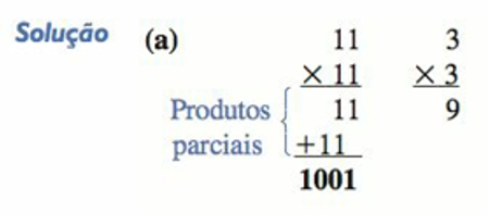 Solução (a) 11 3
× 11 × 3
Produtos 11 9
parciais +11
1001